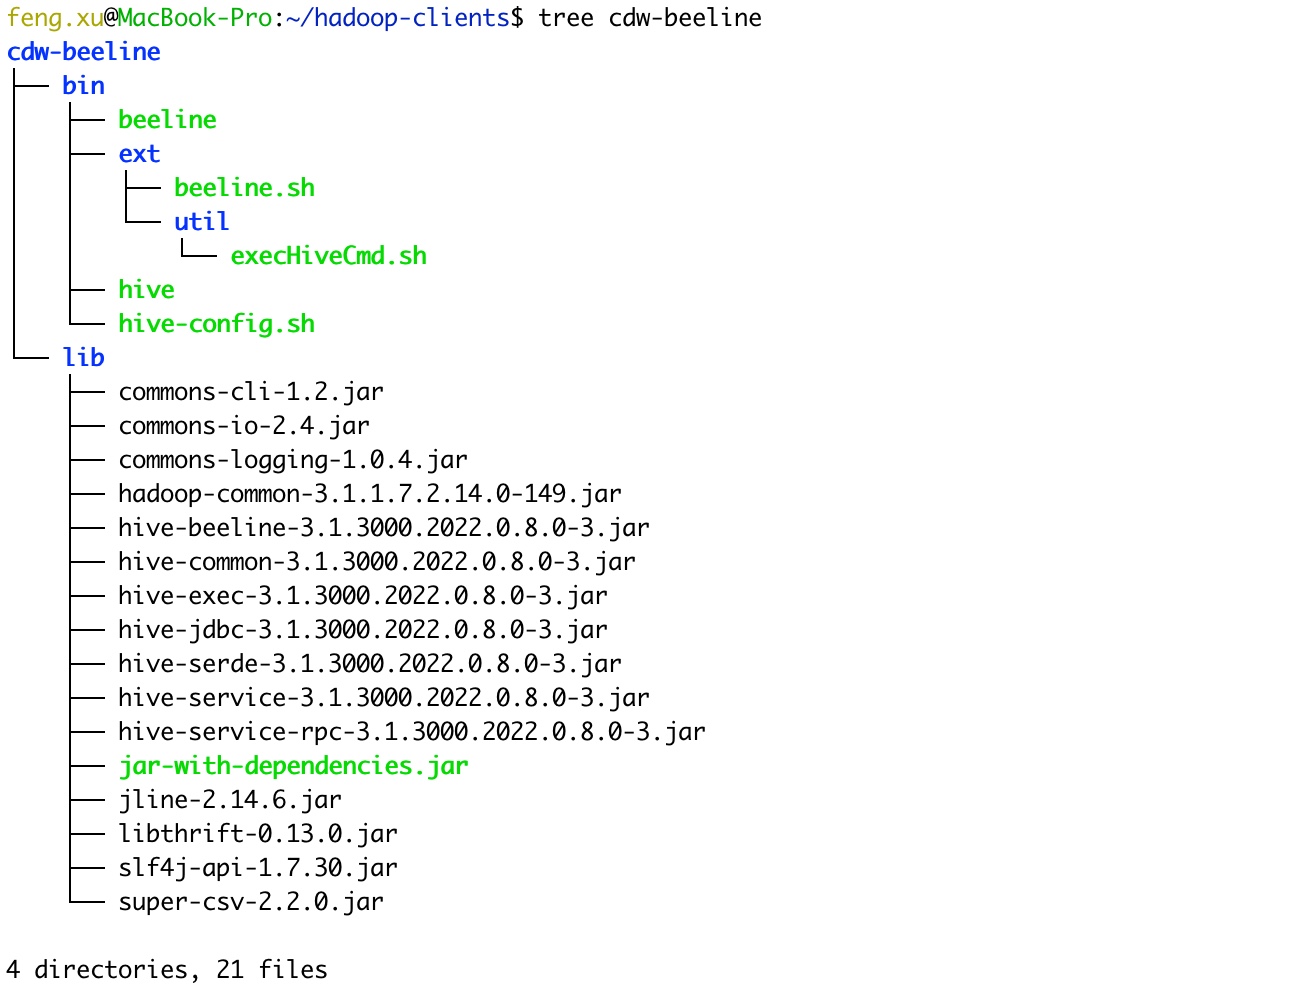 feng.xu@MacBook-Pro:~/hadoop-clients$ tree cdw-beeline
cdw-beeline
├── bin
│   ├── beeline
│   ├── ext
│   │   ├── beeline.sh
│   │   └── util
│   │       └── execHiveCmd.sh
│   ├── hive
│   └── hive-config.sh
└── lib
    ├── commons-cli-1.2.jar
    ├── commons-io-2.4.jar
    ├── commons-logging-1.0.4.jar
    ├── hadoop-common-3.1.1.7.2.14.0-149.jar
    ├── hive-beeline-3.1.3000.2022.0.8.0-3.jar
    ├── hive-common-3.1.3000.2022.0.8.0-3.jar
    ├── hive-exec-3.1.3000.2022.0.8.0-3.jar
    ├── hive-jdbc-3.1.3000.2022.0.8.0-3.jar
    ├── hive-serde-3.1.3000.2022.0.8.0-3.jar
    ├── hive-service-3.1.3000.2022.0.8.0-3.jar
    ├── hive-service-rpc-3.1.3000.2022.0.8.0-3.jar
    ├── jar-with-dependencies.jar
    ├── jline-2.14.6.jar
    ├── libthrift-0.13.0.jar
    ├── slf4j-api-1.7.30.jar
    └── super-csv-2.2.0.jar

4 directories, 21 files